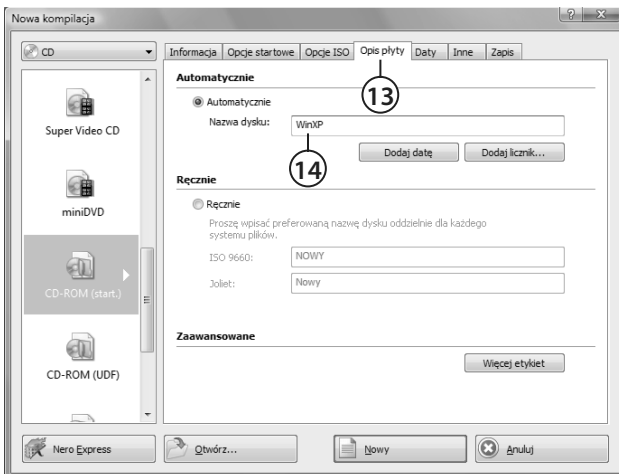 Nowa kompilacja
CD
Super Video CD
miniDVD
CD-ROM (start.)
CD-ROM (UDF)
Informacja Opcje startowe Opcje ISO Opis płyty Daty Inne Zapis
13
Automatycznie
Automatycznie
Nazwa dysku: WinXP
14
Dodaj datę Dodaj licznik...
Ręcznie
Ręcznie
Proszę wpisać preferowaną nazwę dysku oddzielnie dla każdego
systemu plików.
ISO 9660: NOWY
Joliet: Nowy
Zaawansowane
Więcej etykiet
Nero Express Otwórz... Nowy Anuluj